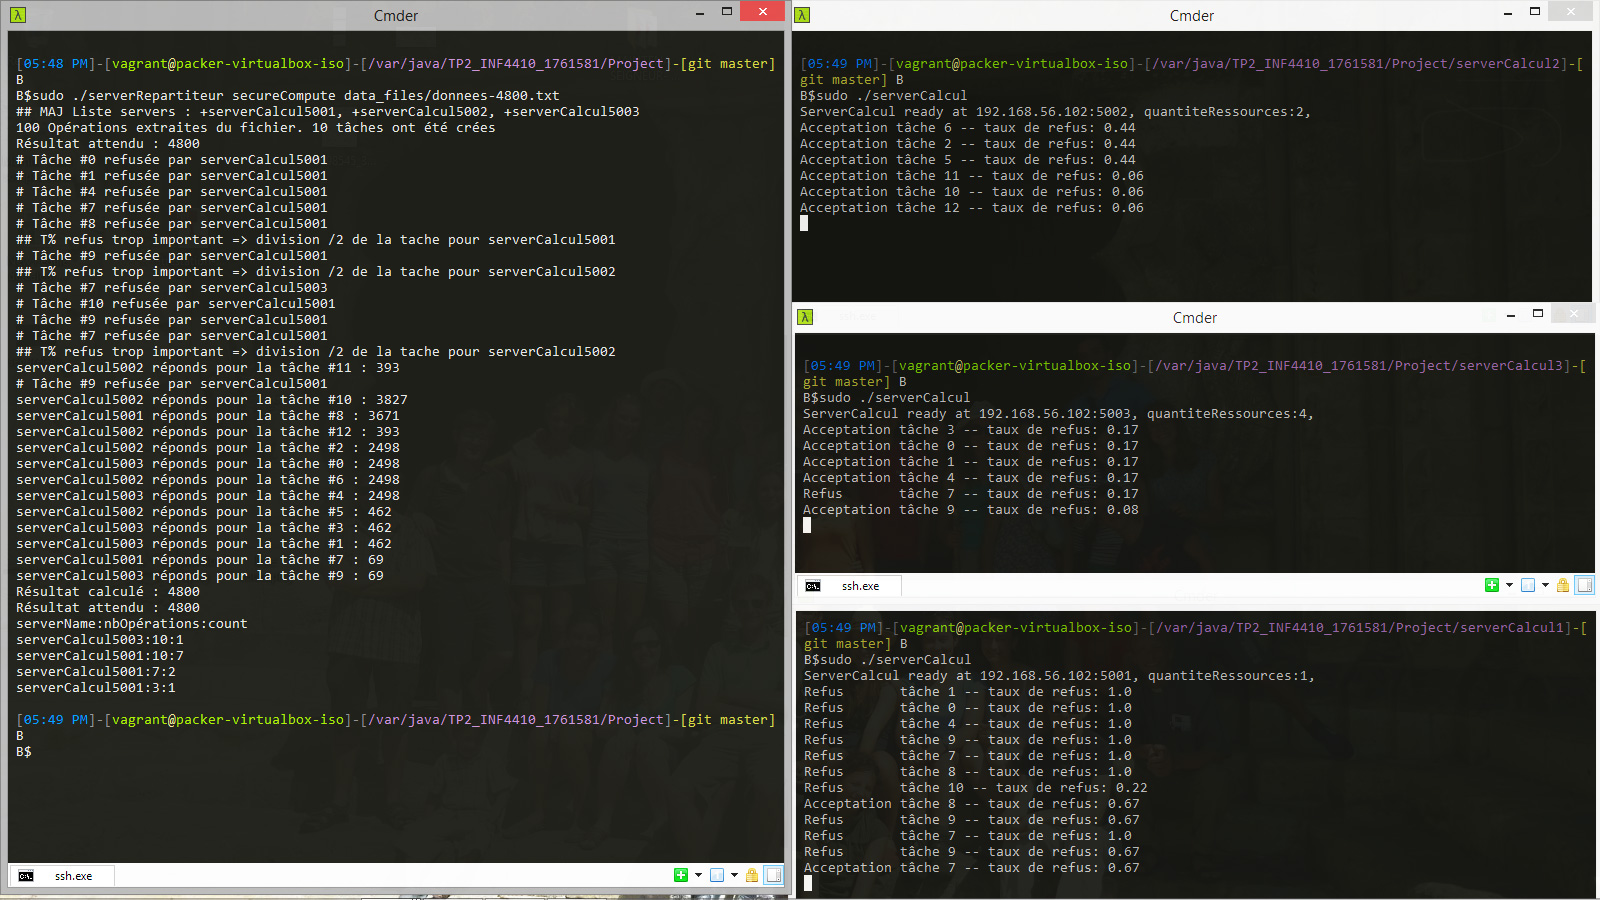 Cmder
[05:48 PM]-[vagrant@packer-virtualbox-iso]-[/var/java/TP2_INF4410_1761581/Project]-[git master]
B
B$sudo ./serverRepartiteur secureCompute data_files/donnees-4800.txt
## MAJ Liste servers : +serverCalcul5001, +serverCalcul5002, +serverCalcul5003
100 Opérations extraites du fichier. 10 tâches ont été crées
Résultat attendu : 4800
# Tâche #0 refusée par serverCalcul5001
# Tâche #1 refusée par serverCalcul5001
# Tâche #4 refusée par serverCalcul5001
# Tâche #7 refusée par serverCalcul5001
# Tâche #8 refusée par serverCalcul5001
## T% refus trop important => division /2 de la tache pour serverCalcul5001
# Tâche #9 refusée par serverCalcul5001
## T% refus trop important => division /2 de la tache pour serverCalcul5002
# Tâche #7 refusée par serverCalcul5003
# Tâche #10 refusée par serverCalcul5001
# Tâche #9 refusée par serverCalcul5001
# Tâche #7 refusée par serverCalcul5001
## T% refus trop important => division /2 de la tache pour serverCalcul5002
serverCalcul5002 réponds pour la tâche #11 : 393
# Tâche #9 refusée par serverCalcul5001
serverCalcul5002 réponds pour la tâche #10 : 3827
serverCalcul5001 réponds pour la tâche #8 : 3671
serverCalcul5002 réponds pour la tâche #12 : 393
serverCalcul5002 réponds pour la tâche #2 : 2498
serverCalcul5003 réponds pour la tâche #0 : 2498
serverCalcul5002 réponds pour la tâche #6 : 2498
serverCalcul5003 réponds pour la tâche #4 : 2498
serverCalcul5002 réponds pour la tâche #5 : 462
serverCalcul5003 réponds pour la tâche #3 : 462
serverCalcul5003 réponds pour la tâche #1 : 462
serverCalcul5001 réponds pour la tâche #7 : 69
serverCalcul5003 réponds pour la tâche #9 : 69
Résultat calculé : 4800
Résultat attendu : 4800
serverName:nbOpérations:count
serverCalcul5003:10:1
serverCalcul5001:10:7
serverCalcul5001:7:2
serverCalcul5001:3:1
[05:49 PM]-[vagrant@packer-virtualbox-iso]-[/var/java/TP2_INF4410_1761581/Project]-[git master]
B
B$
ssh.exe
Cmder
[05:49 PM]-[vagrant@packer-virtualbox-iso]-[/var/java/TP2_INF4410_1761581/Project/serverCalcul2]-[
git master] B
B$sudo ./serverCalcul
ServerCalcul ready at 192.168.56.102:5002, quantiteRessources:2,
Acceptation tâche 6 -- taux de refus: 0.44
Acceptation tâche 2 -- taux de refus: 0.44
Acceptation tâche 5 -- taux de refus: 0.44
Acceptation tâche 11 -- taux de refus: 0.06
Acceptation tâche 10 -- taux de refus: 0.06
Acceptation tâche 12 -- taux de refus: 0.06
Cmder
[05:49 PM]-[vagrant@packer-virtualbox-iso]-[/var/java/TP2_INF4410_1761581/Project/serverCalcul3]-[
git master] B
B$sudo ./serverCalcul
ServerCalcul ready at 192.168.56.102:5003, quantiteRessources:4,
Acceptation tâche 3 -- taux de refus: 0.17
Acceptation tâche 0 -- taux de refus: 0.17
Acceptation tâche 1 -- taux de refus: 0.17
Acceptation tâche 4 -- taux de refus: 0.17
Refus tâche 7 -- taux de refus: 0.17
Acceptation tâche 9 -- taux de refus: 0.08
ssh.exe
[05:49 PM]-[vagrant@packer-virtualbox-iso]-[/var/java/TP2_INF4410_1761581/Project/serverCalcul1]-[
git master] B
B$sudo ./serverCalcul
ServerCalcul ready at 192.168.56.102:5001, quantiteRessources:1,
Refus tâche 1 -- taux de refus: 1.0
Refus tâche 0 -- taux de refus: 1.0
Refus tâche 4 -- taux de refus: 1.0
Refus tâche 9 -- taux de refus: 1.0
Refus tâche 7 -- taux de refus: 1.0
Refus tâche 8 -- taux de refus: 1.0
Refus tâche 10 -- taux de refus: 0.22
Acceptation tâche 8 -- taux de refus: 0.67
Refus tâche 9 -- taux de refus: 0.67
Refus tâche 7 -- taux de refus: 1.0
Refus tâche 9 -- taux de refus: 0.67
Acceptation tâche 7 -- taux de refus: 0.67